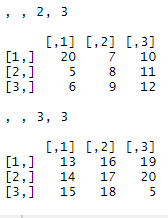 , , 2, 3
[,1] [,2] [,3]
[1,] 20 7 10
[2,] 5 8 11
[3,] 6 9 12
, , 3, 3
[,1] [,2] [,3]
[1,] 13 16 19
[2,] 14 17 20
[3,] 15 18 5